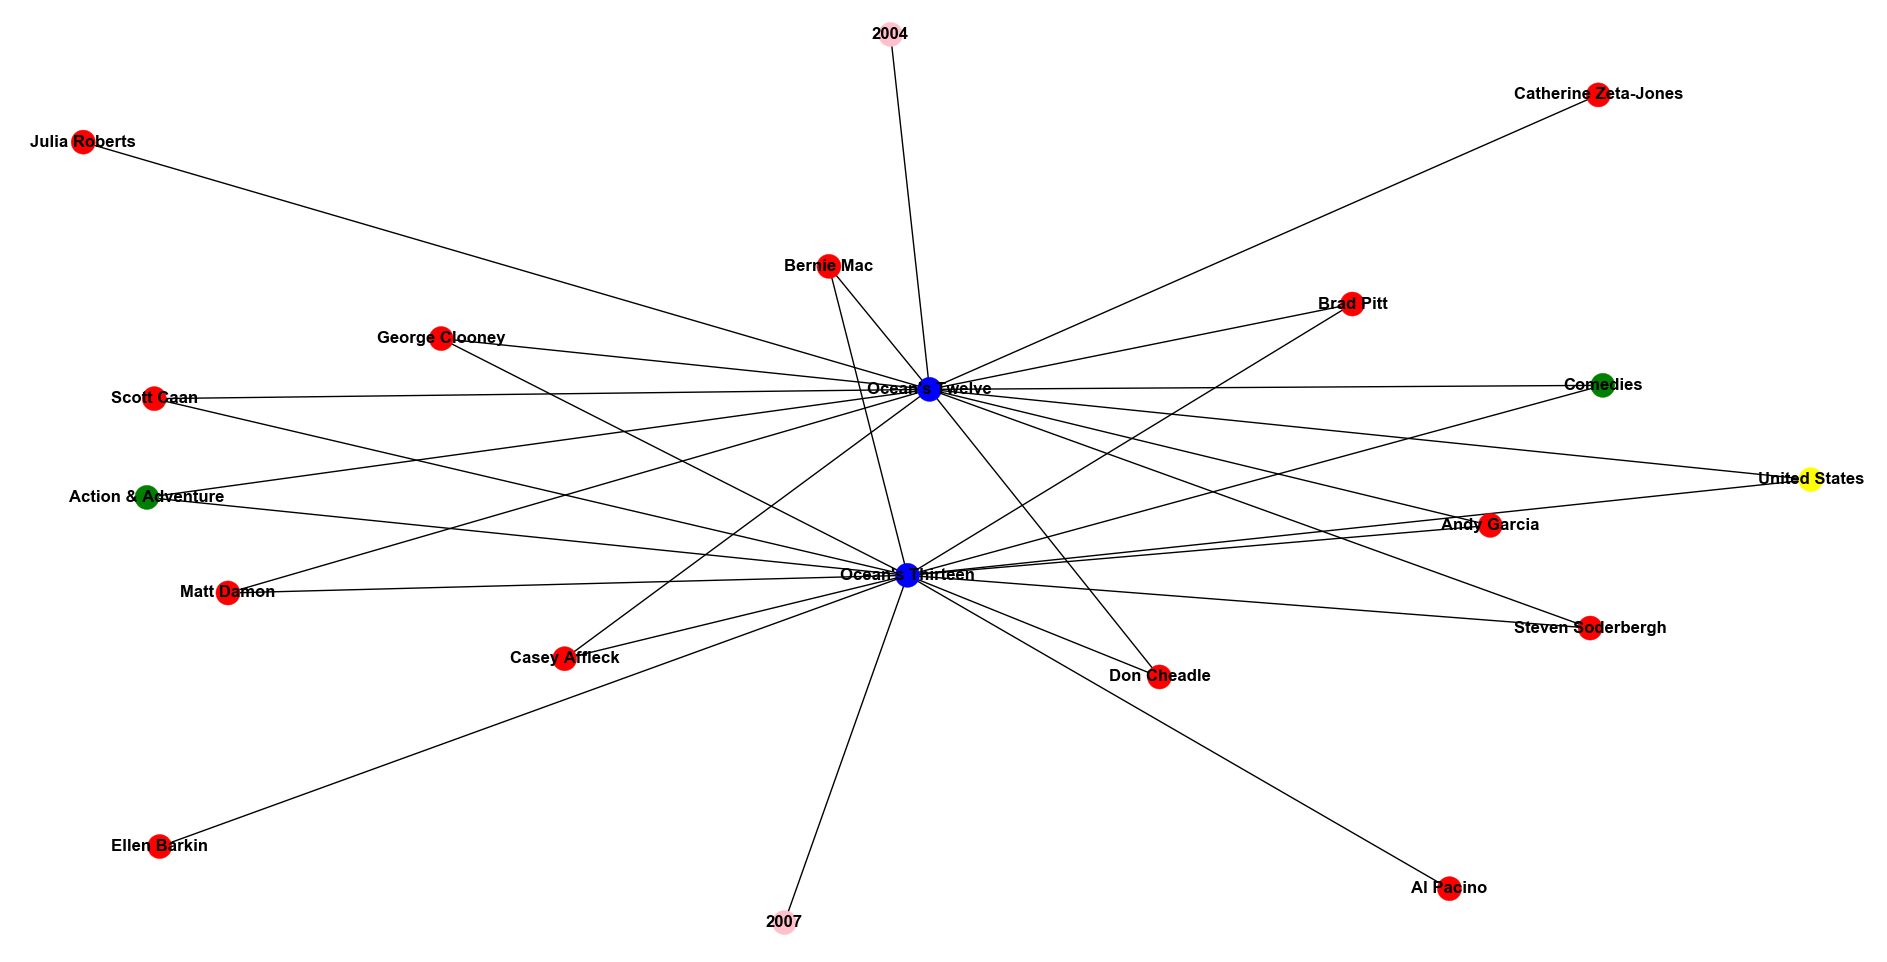 2004
Catherine Zeta-Jones
Julia Roberts
Bernie Mac
Brad Pitt
George Clooney
Ocean's Twelve
Comedies
Scott Caan
United States
Action & Adventure
Andy Garcia
Ocean's Thirteen
Matt Damon
Steven Soderbergh
Casey Affleck
Don Cheadle
Ellen Barkin
Al Pacino
2007